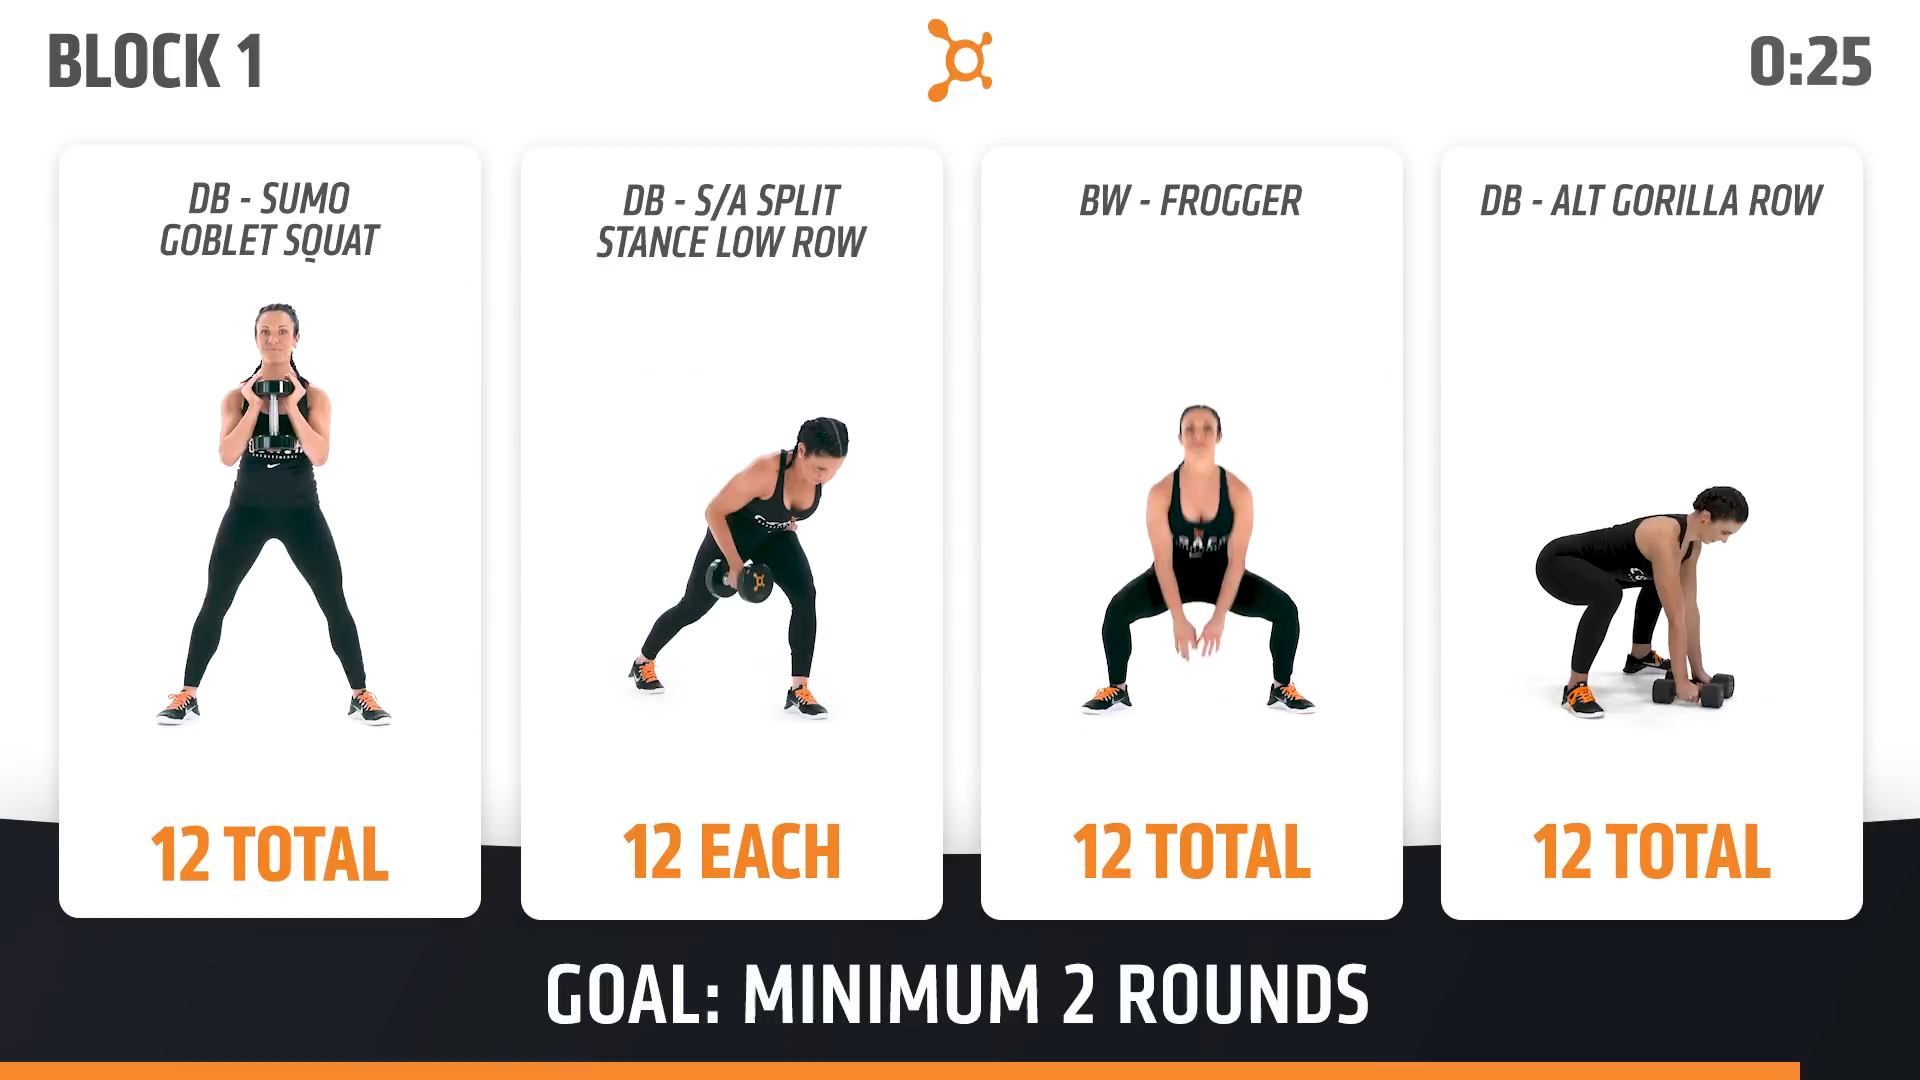 BLOCK 1
0:25
DB - SUMO
GOBLET SQUAT
DB - S/A SPLIT
STANCE LOW ROW
BW - FROGGER
DB - ALT GORILLA ROW
12 TOTAL
12 EACH
12 TOTAL
12 TOTAL
GOAL: MINIMUM 2 ROUNDS